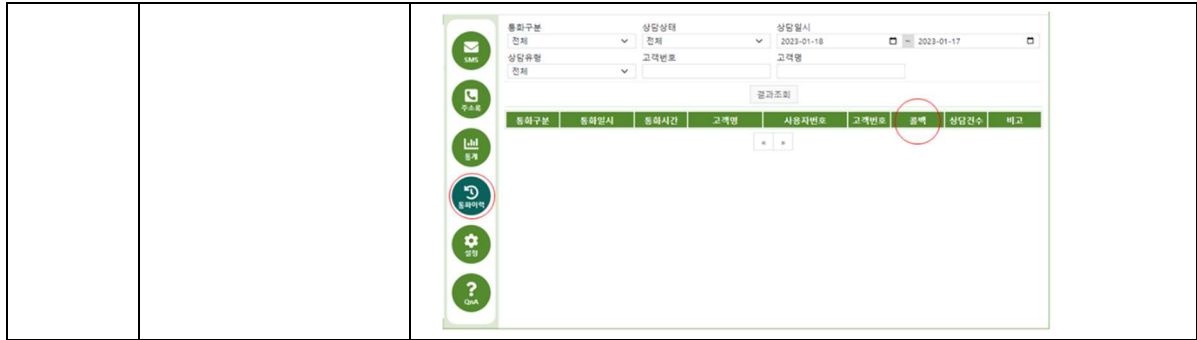 SMS
주소록
통계
통화이력
설정
QnA
통화구분 상담상태 상담일시
전체 전체 2023-01-18 ~ 2023-01-17
상담유형 고객번호 고객명
전체
결과조회
통화구분 통화일시 통화시간 고객명 사용자번호 고객번호 콜백 상담건수 비고
« »